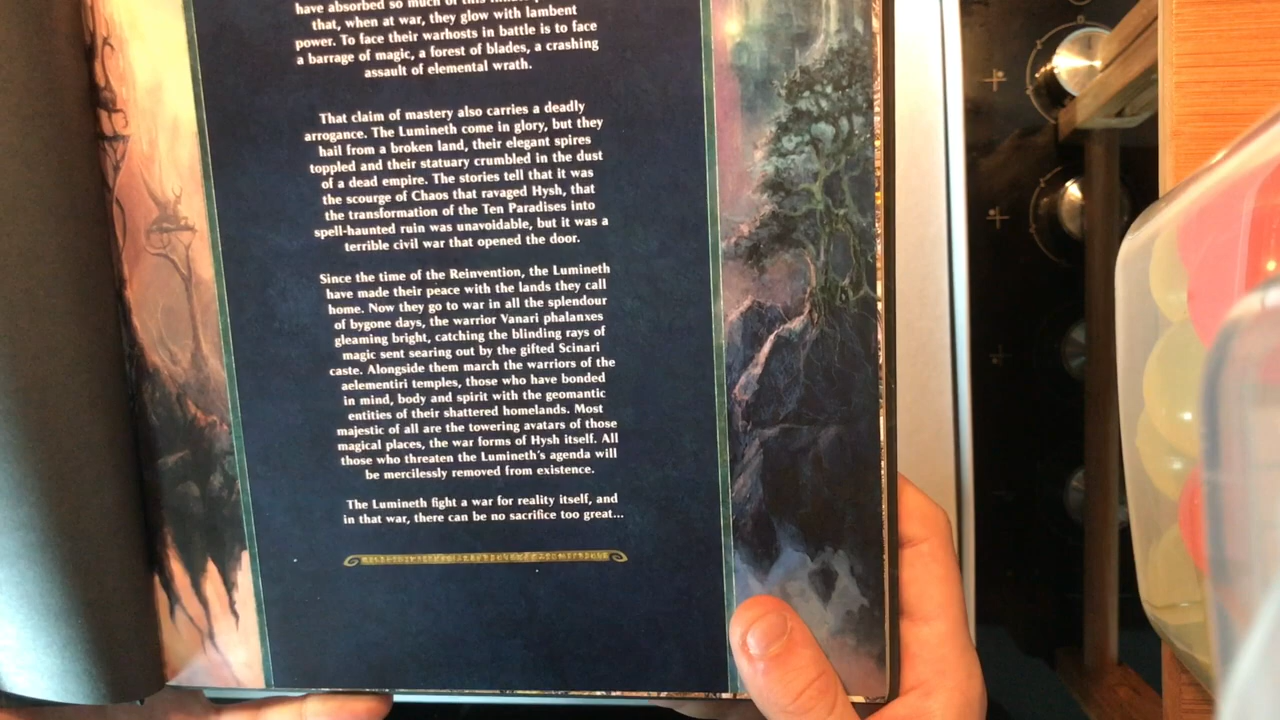 have absorbed so much of this
that, when at war, they glow with lambent
power. To face their warhosts in battle is to face
a barrage of magic, a forest of blades, a crashing
assault of elemental wrath.
That claim of mastery also carries a deadly
arrogance. The Lumineth come in glory, but they
hail from a broken land, their elegant spires
toppled and their statuary crumbled in the dust
of a dead empire. The stories tell that it was
the scourge of Chaos that ravaged Hysh, that
the transformation of the Ten Paradises into
spell-haunted ruin was unavoidable, but it was a
terrible civil war that opened the door.
Since the time of the Reinvention, the Lumineth
have made their peace with the lands they call
home. Now they go to war in all the splendour
of bygone days, the warrior Vanari phalanxes
gleaming bright, catching the blinding rays of
magic sent searing out by the gifted Scinari
caste. Alongside them march the warriors of the
aelementiri temples, those who have bonded
in mind, body and spirit with the geomantic
entities of their shattered homelands. Most
majestic of all are the towering avatars of those
magical places, the war forms of Hysh itself. All
those who threaten the Lumineth's agenda will
be mercilessly removed from existence.
The Lumineth fight a war for reality itself, and
in that war, there can be no sacrifice too great...